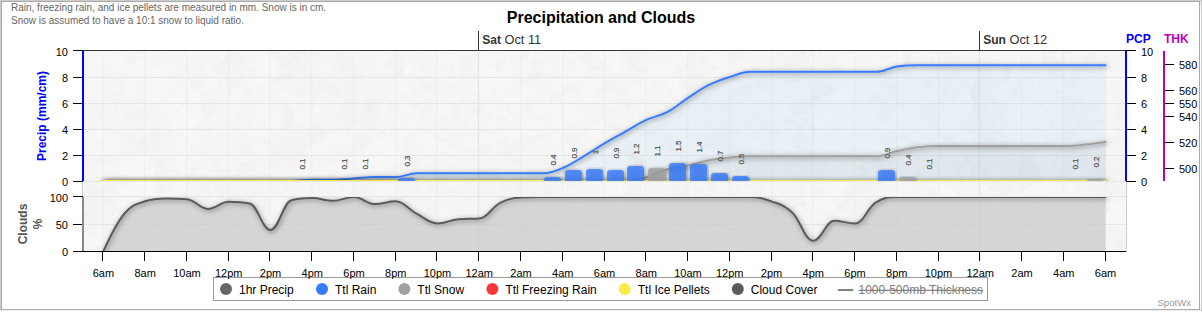 Rain, freezing rain, and ice pellets are measured in mm. Snow is in cm.
Snow is assumed to have a 10:1 snow to liquid ratio.
Precipitation and Clouds
Sat Oct 11
Sun Oct 12
PCP THK
Precip (mm/cm)
10
8
6
4
2
0
0.1 0.1 0.1 0.3 0.4 0.9 1 0.9 1.2 1.1 1.5 1.4 0.7 0.5 0.9 0.4 0.1 0.1 0.2
10
8
6
4
2
0
580
560
550
540
520
500
Clouds
%
100
50
0
6am 8am 10am 12pm 2pm 4pm 6pm 8pm 10pm 12am 2am 4am 6am 8am 10am 12pm 2pm 4pm 6pm 8pm 10pm 12am 2am 4am 6am
1hr Precip Ttl Rain Ttl Snow Ttl Freezing Rain Ttl Ice Pellets Cloud Cover 1000-500mb Thickness
SpotWx